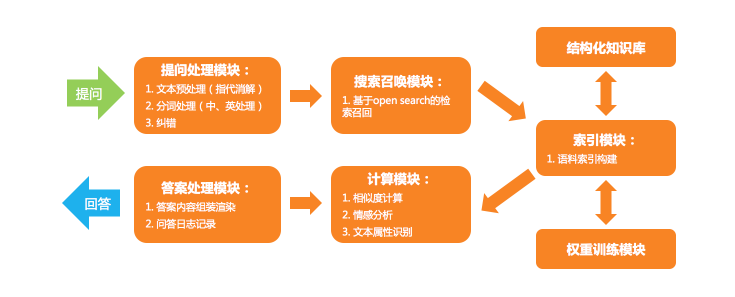 提问
提问处理模块：
1. 文本预处理（指代消解）
2. 分词处理（中、英处理）
3. 纠错
搜索召唤模块：
1. 基于open search的检
索召回
结构化知识库
索引模块：
1. 语料索引构建
权重训练模块
回答
答案处理模块：
1. 答案内容组装渲染
2. 问答日志记录
计算模块：
1. 相似度计算
2. 情感分析
3. 文本属性识别